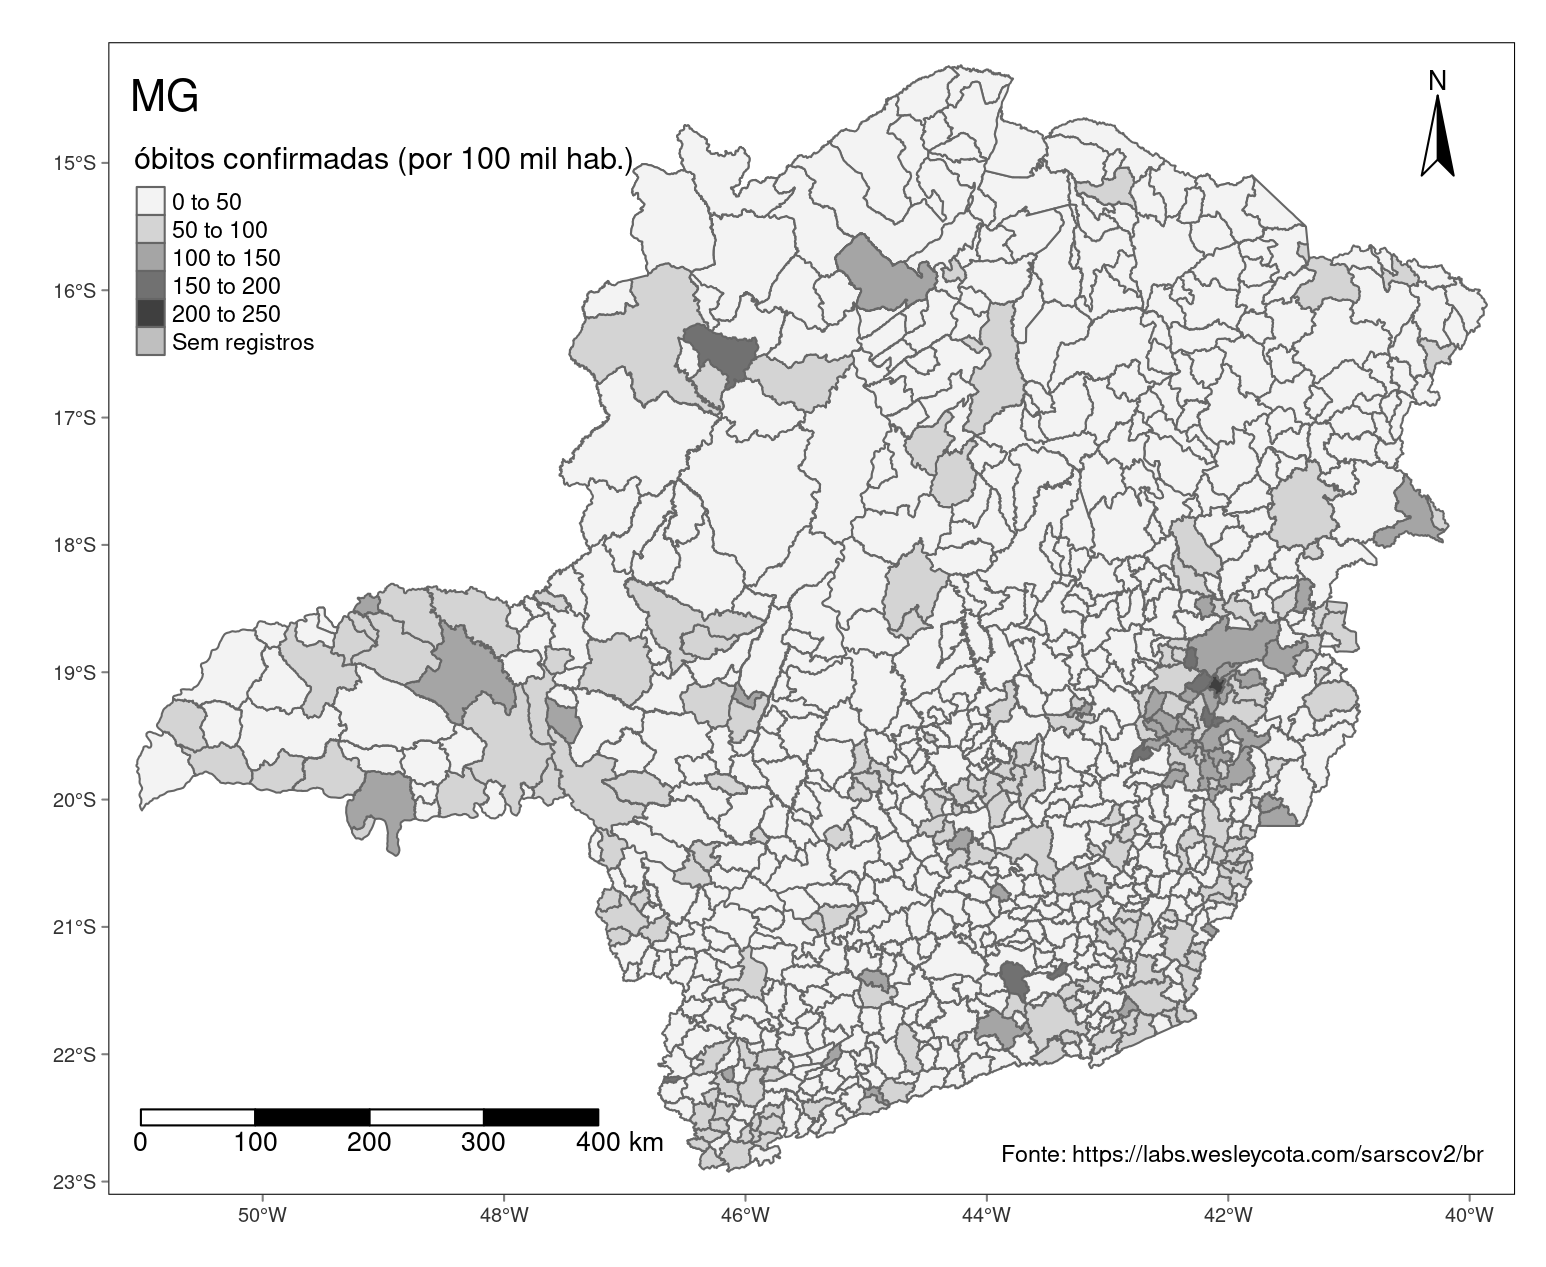 MG
N
óbitos confirmadas (por 100 mil hab.)
0 to 50
50 to 100
100 to 150
150 to 200
200 to 250
Sem registros
15°S
16°S
17°S
18°S
19°S
20°S
21°S
22°S
23°S
0 100 200 300 400 km
Fonte: https://labs.wesleycota.com/sarscov2/br
50°W 48°W 46°W 44°W 42°W 40°W